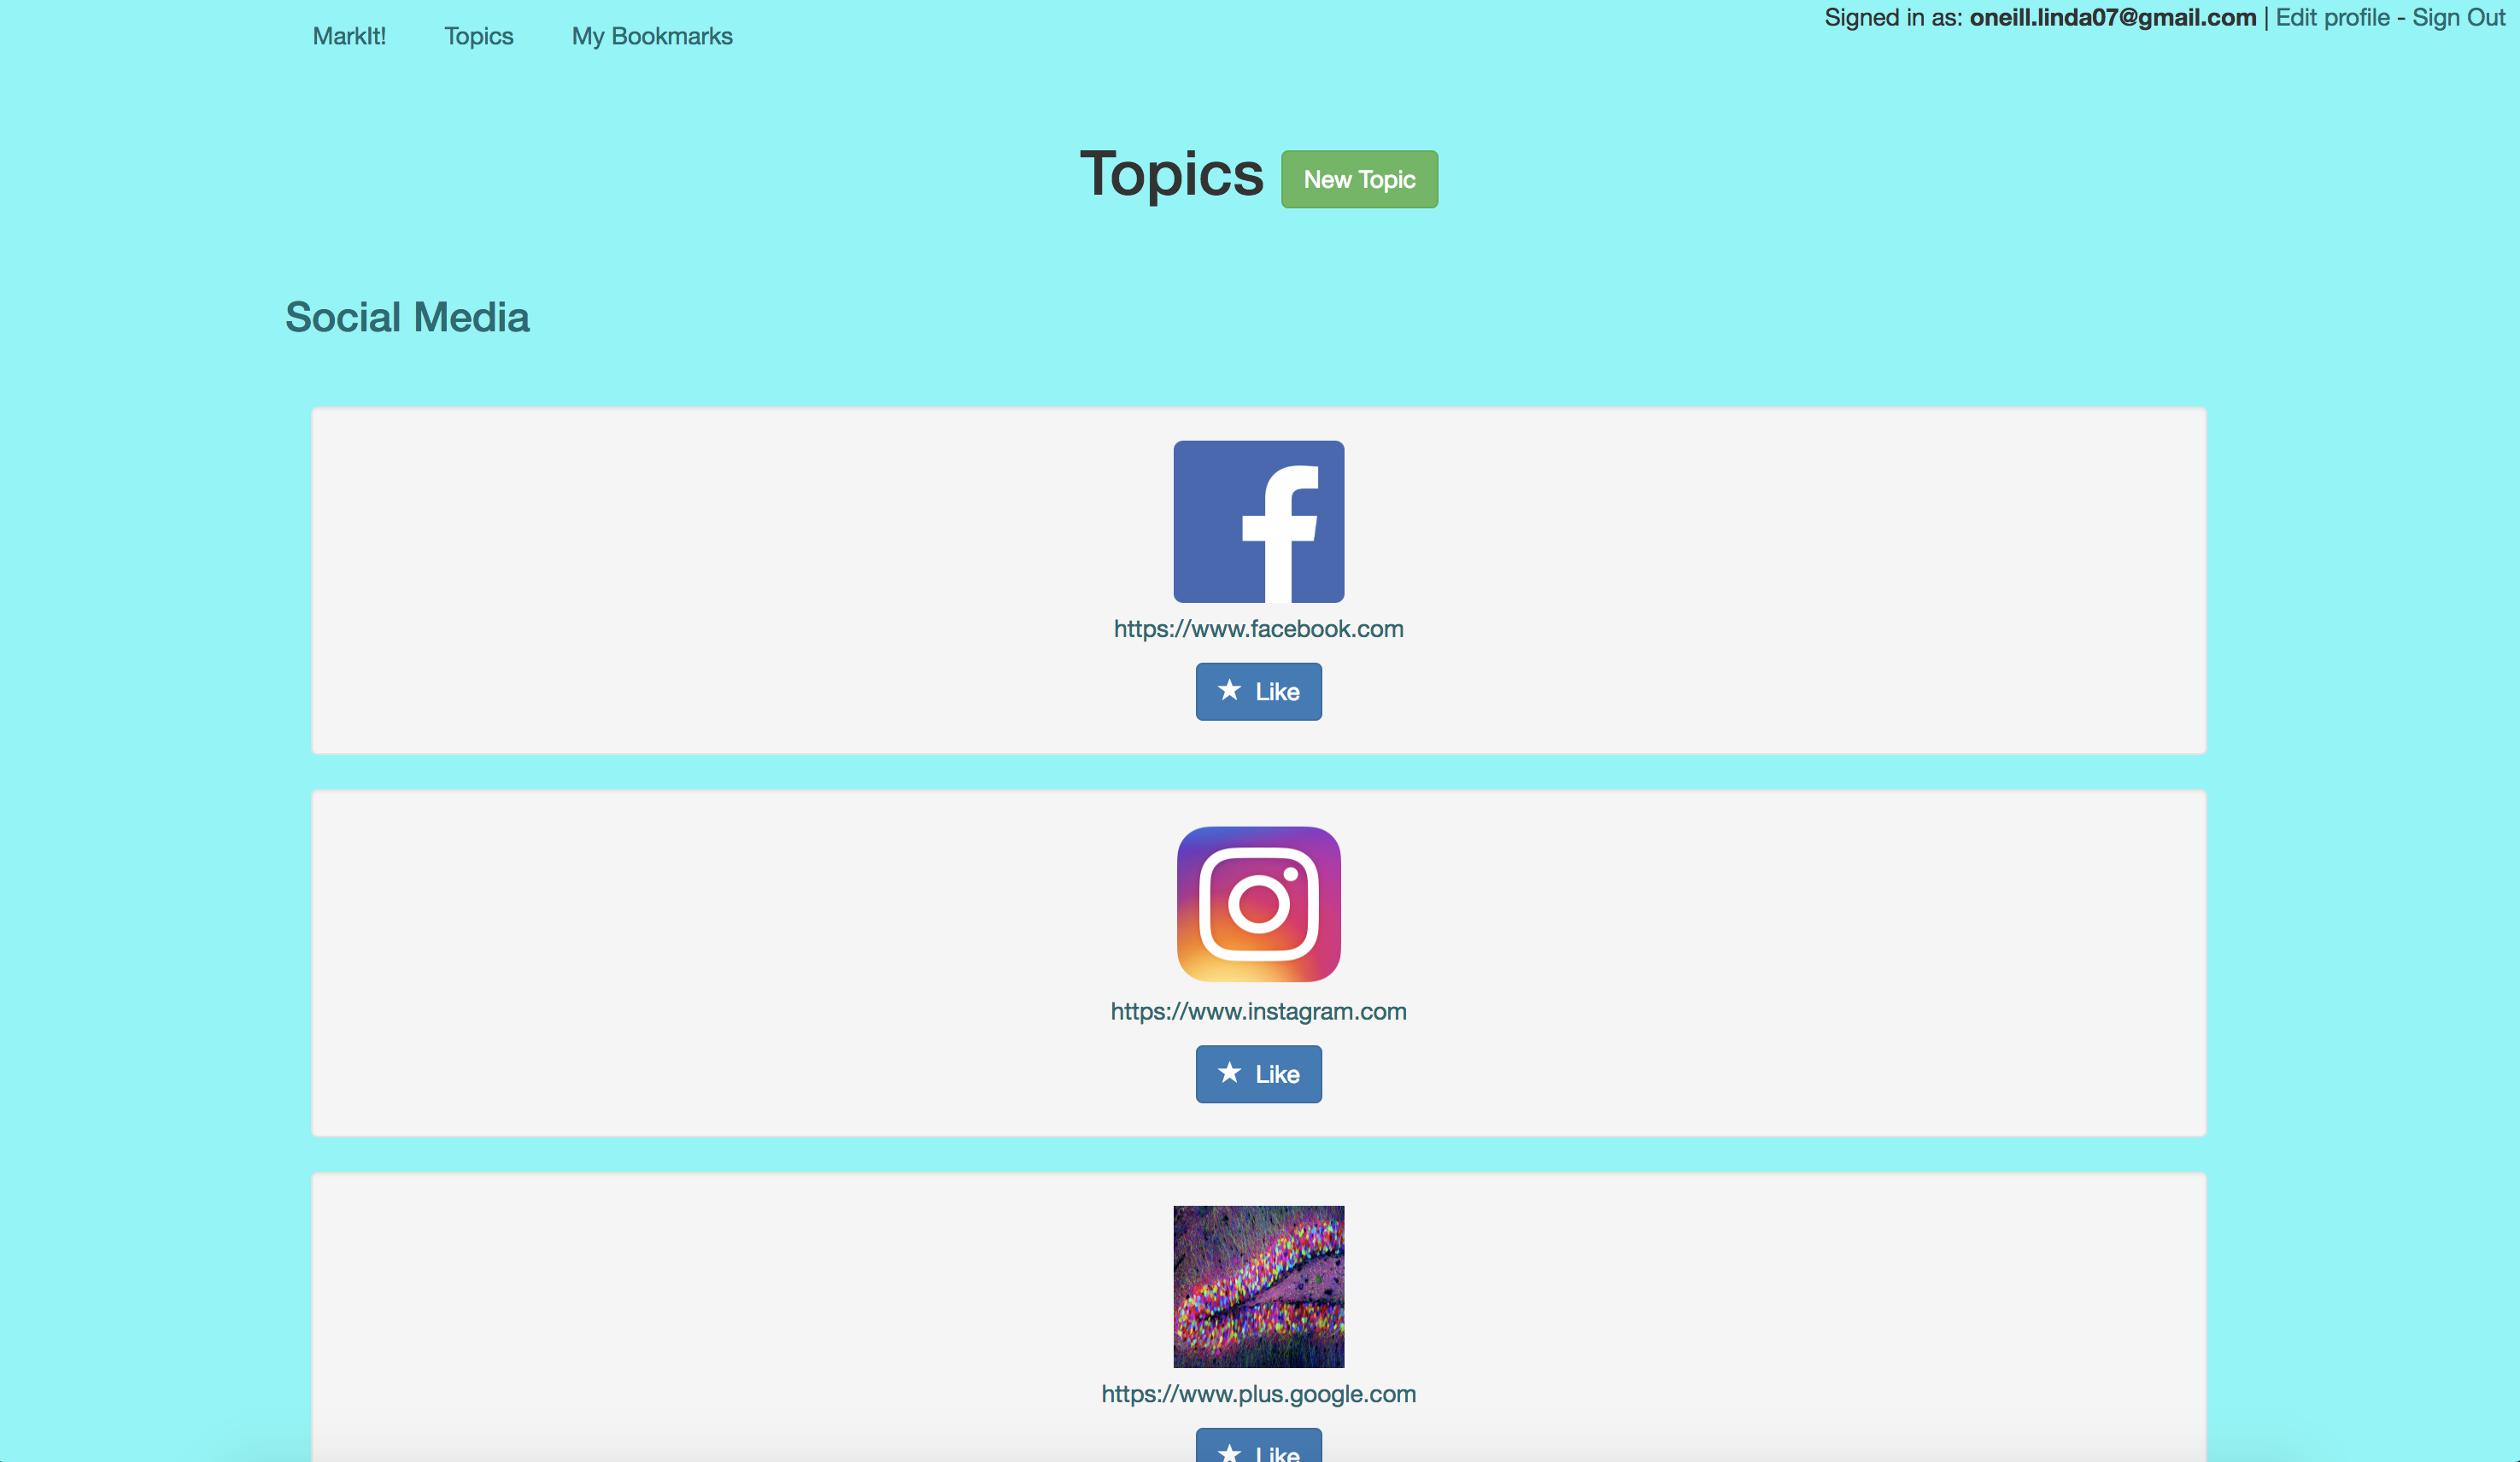 MarkIt! Topics My Bookmarks
Signed in as: oneill.linda07@gmail.com | Edit profile - Sign Out
Topics New Topic
Social Media
https://www.facebook.com
★ Like
https://www.instagram.com
★ Like
https://www.plus.google.com
★ Like